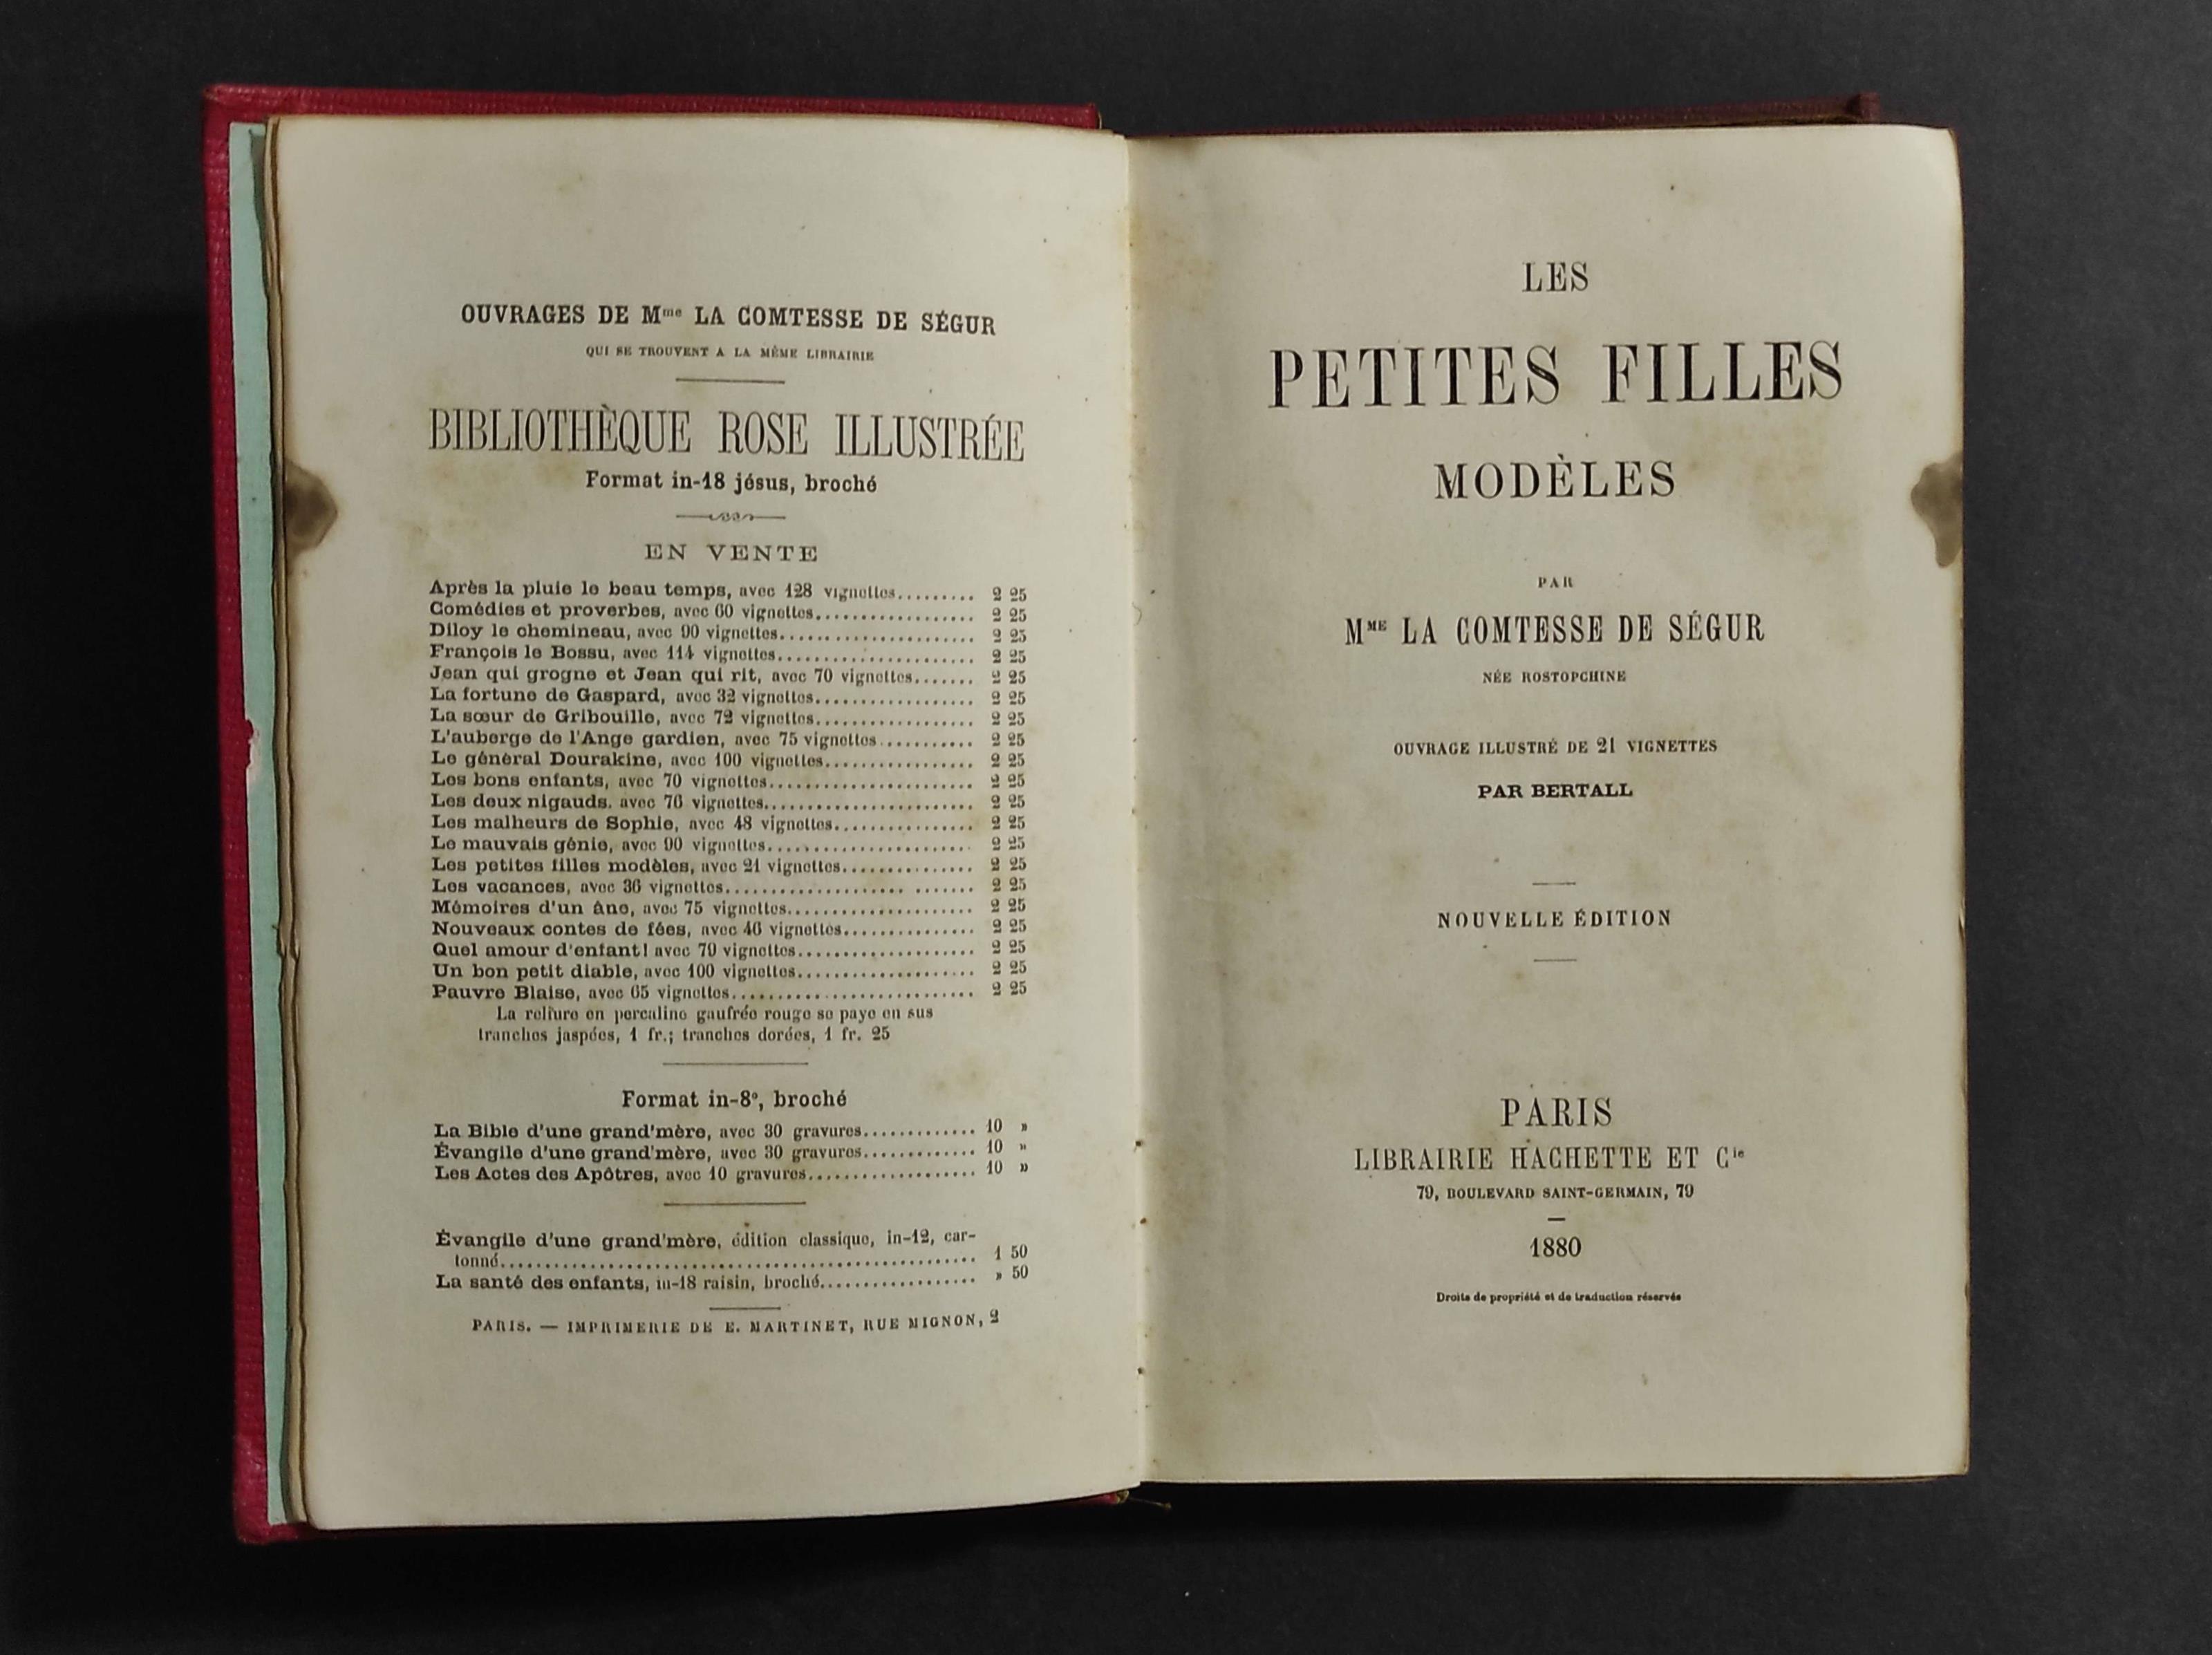 OUVRAGES DE Mme LA COMTESSE DE SÉGUR
QUI SE TROUVENT A LA MÊME LIBRAIRIE
BIBLIOTHÈQUE ROSE ILLUSTRÉE
Format in-18 jésus, broché
EN VENTE
Après la pluie le beau temps, avec 128 vignettes......... 2 25
Comédies et proverbes, avec 60 vignettes.................. 2 25
Diloy le chemineau, avec 90 vignettes...................... 2 25
François le Bossu, avec 114 vignettes...................... 2 25
Jean qui grogne et Jean qui rit, avec 70 vignettes....... 2 25
La fortune de Gaspard, avec 32 vignettes.................. 2 25
La sœur de Gribouille, avec 72 vignettes.................. 2 25
L'auberge de l'Ange gardien, avec 75 vignettes........... 2 25
Le général Dourakine, avec 100 vignettes................. 2 25
Les bons enfants, avec 70 vignettes....................... 2 25
Les deux nigauds. avec 76 vignettes....................... 2 25
Les malheurs de Sophie, avec 48 vignettes................ 2 25
Le mauvais génie, avec 90 vignettes....................... 2 25
Les petites filles modèles, avec 21 vignettes............... 2 25
Les vacances, avec 36 vignettes.................... ....... 2 25
Mémoires d'un âne, avec 75 vignettes..................... 2 25
Nouveaux contes de fées, avec 46 vignettes............... 2 25
Quel amour d'enfant! avec 79 vignettes.................... 2 25
Un bon petit diable, avec 100 vignettes.................... 2 25
Pauvre Blaise, avec 65 vignettes........................... 2 25
La reliure en percaline gaufrée rouge se paye en sus
tranches jaspées, 1 fr.; tranches dorées, 1 fr. 25
Format in-8°, broché
La Bible d'une grand'mère, avec 30 gravures............. 10 »
Évangile d'une grand'mère, avec 30 gravures............. 10 »
Les Actes des Apôtres, avec 10 gravures................... 10 »
Évangile d'une grand'mère, édition classique, in-12, car-
tonné..................................................... 1 50
La santé des enfants, in-18 raisin, broché.................. » 50
PARIS. — IMPRIMERIE DE E. MARTINET, RUE MIGNON, 2
LES
PETITES FILLES
MODÈLES
PAR
MME LA COMTESSE DE SÉGUR
NÉE ROSTOPCHINE
OUVRAGE ILLUSTRÉ DE 21 VIGNETTES
PAR BERTALL
NOUVELLE ÉDITION
PARIS
LIBRAIRIE HACHETTE ET Cie
79, BOULEVARD SAINT-GERMAIN, 79
1880
Droits de propriété et de traduction réservés